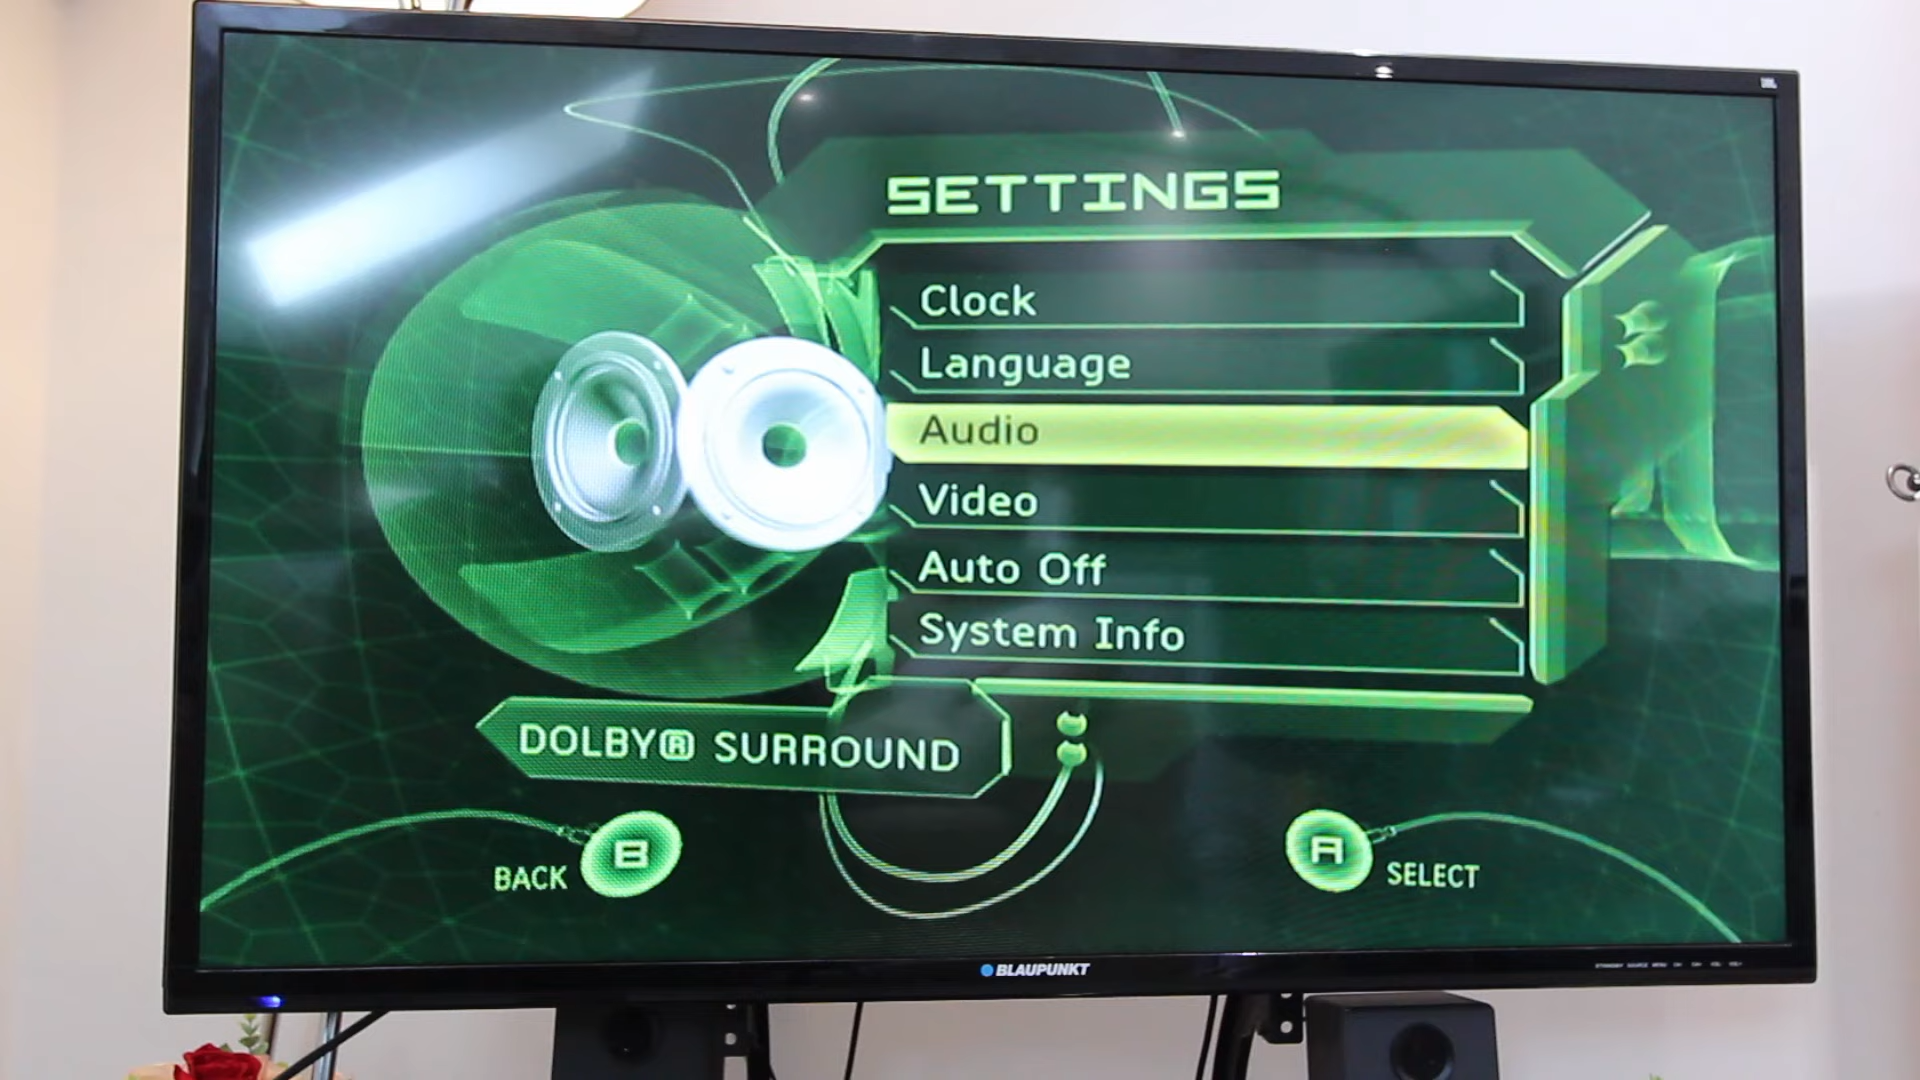 SETTINGS
Clock
Language
Audio
Video
Auto Off
System Info
DOLBY® SURROUND
BACK B
A SELECT
BLAUPUNKT